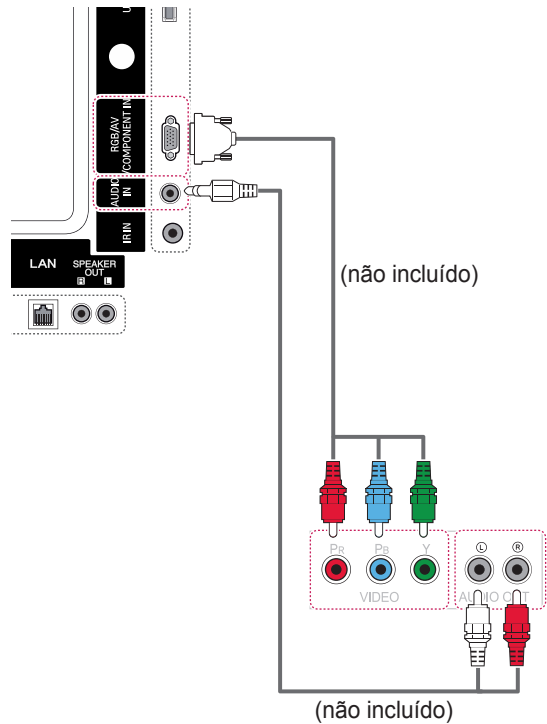 U
RGB/AV
/COMPONENT IN
AUDIO
IN
IR IN
LAN
SPEAKER
OUT
R L
(não incluído)
PR PB Y
VIDEO
L R
AUDIO OUT
(não incluído)